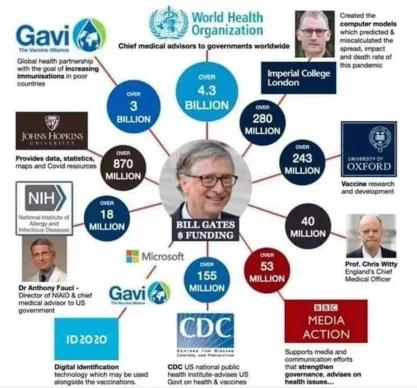 Gavi
The Vaccine Alliance
Global health partnership
with the goal of increasing
immunisations in poor
countries
World Health
Organization
Chief medical advisors to governments worldwide
Created the
computer models
which predicted &
miscalculated the
spread, impact
and death rate of
this pandemic
Imperial College
London
OVER
3
BILLION
OVER
4.3
BILLION
OVER
280
MILLION
JOHNS HOPKINS
UNIVERSITY
Provides data, statistics,
maps and Covid resources
OVER
870
MILLION
OVER
243
MILLION
UNIVERSITY OF
OXFORD
Vaccine research
and development
NIH
National Institute of
Allergy and
Infectious Diseases
OVER
18
MILLION
BILL GATES
$ FUNDING
40
MILLION
Prof. Chris Witty
England's Chief
Medical Officer
Dr Anthony Fauci -
Director of NIAID & chief
medical advisor to US
government
Microsoft
Gavi
OVER
155
MILLION
OVER
53
MILLION
BBC
MEDIA
ACTION
Supports media and
communication efforts
that strengthen
governance, advises on
health issues...
ID2020
Digital identification
technology which may be used
alongside the vaccinations.
CDC
CENTERS FOR DISEASE
CONTROL AND PREVENTION
CDC US national public
health institute-advises US
Govt on health & vaccines